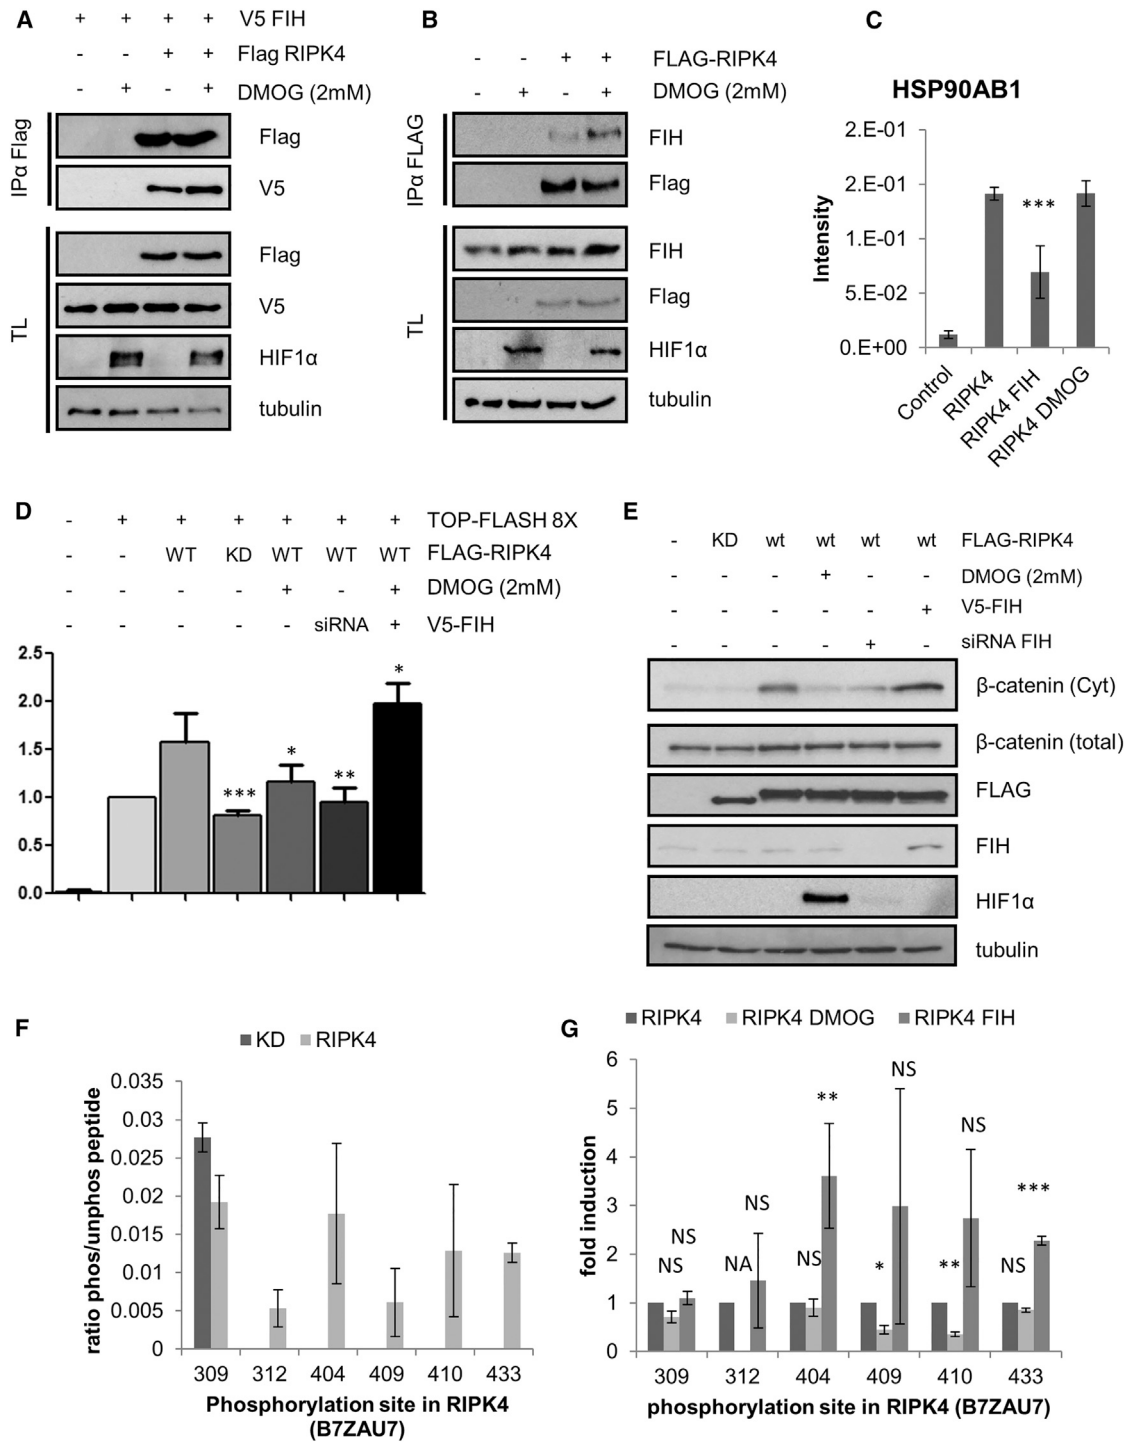 A
+ + + + V5 FIH
- - + + Flag RIPK4
- + - + DMOG (2mM)
IPα Flag
Flag
V5
TL
Flag
V5
HIF1α
tubulin
B
- - + + FLAG-RIPK4
- + - + DMOG (2mM)
IPα FLAG
FIH
Flag
TL
FIH
Flag
HIF1α
tubulin
C
HSP90AB1
Intensity
2.E-01
2.E-01
1.E-01
5.E-02
0.E+00
***
Control
RIPK4
RIPK4 FIH
RIPK4 DMOG
D
- + + + + + + TOP-FLASH 8X
- - WT KD WT WT WT FLAG-RIPK4
- - - - + - + DMOG (2mM)
- - - - - siRNA + V5-FIH
2.5
2.0
1.5
1.0
0.5
0.0
***
*
**
*
E
- KD wt wt wt wt FLAG-RIPK4
- - - + - - DMOG (2mM)
- - - - - + V5-FIH
- - - - + - siRNA FIH
β-catenin (Cyt)
β-catenin (total)
FLAG
FIH
HIF1α
tubulin
F
KD RIPK4
ratio phos/unphos peptide
0.035
0.03
0.025
0.02
0.015
0.01
0.005
0
309 312 404 409 410 433
Phosphorylation site in RIPK4
(B7ZAU7)
G
RIPK4 RIPK4 DMOG RIPK4 FIH
fold induction
6
5
4
3
2
1
0
NS NS
NA NS
NS **
* NS
** NS
NS ***
309 312 404 409 410 433
phosphorylation site in RIPK4 (B7ZAU7)